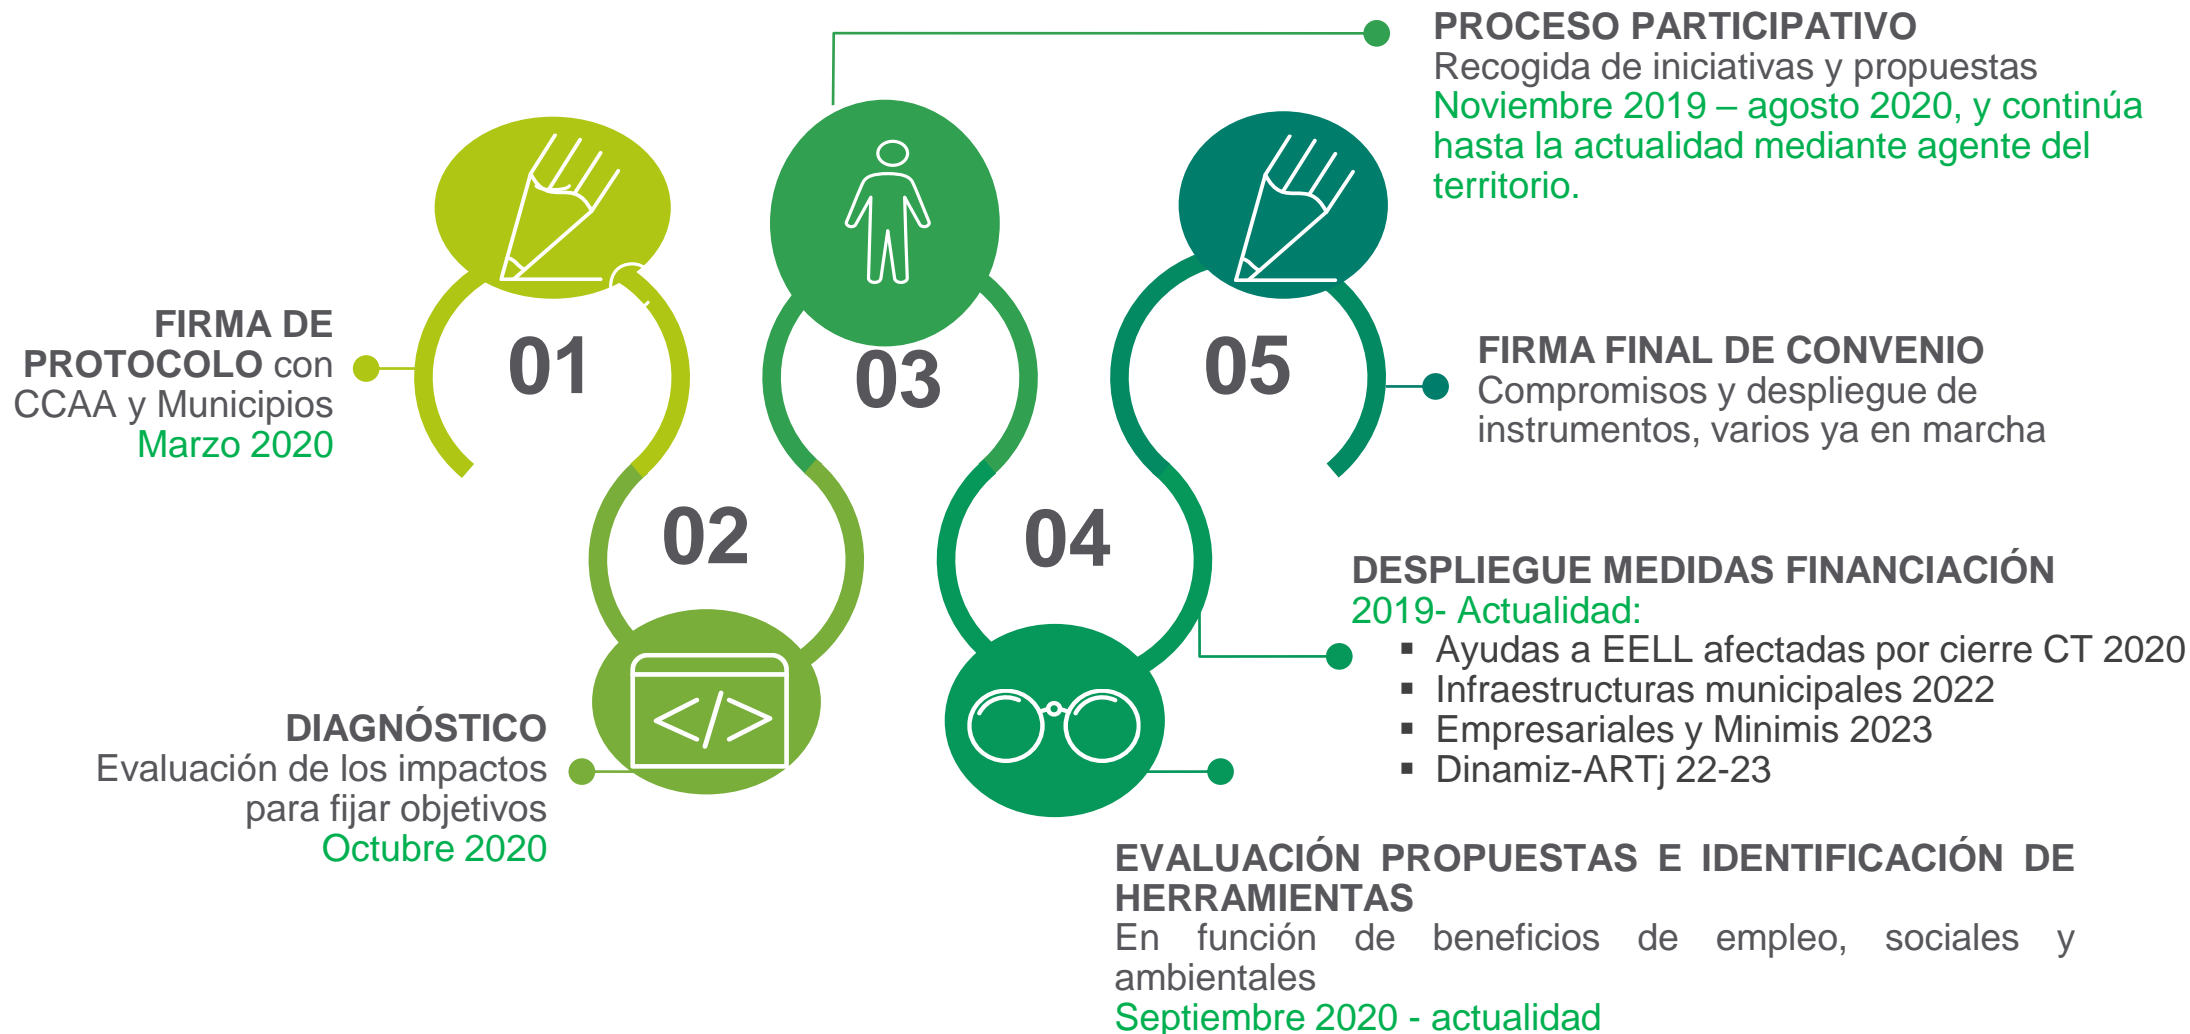 01
FIRMA DE
PROTOCOLO con
CCAA y Municipios
Marzo 2020
02
</>
DIAGNÓSTICO
Evaluación de los impactos
para fijar objetivos
Octubre 2020
03
PROCESO PARTICIPATIVO
Recogida de iniciativas y propuestas
Noviembre 2019 – agosto 2020, y continúa
hasta la actualidad mediante agente del
territorio.
04
DESPLIEGUE MEDIDAS FINANCIACIÓN
2019- Actualidad:
▪ Ayudas a EELL afectadas por cierre CT 2020
▪ Infraestructuras municipales 2022
▪ Empresariales y Minimis 2023
▪ Dinamiz-ARTj 22-23
EVALUACIÓN PROPUESTAS E IDENTIFICACIÓN DE
HERRAMIENTAS
En función de beneficios de empleo, sociales y
ambientales
Septiembre 2020 - actualidad
05
FIRMA FINAL DE CONVENIO
Compromisos y despliegue de
instrumentos, varios ya en marcha